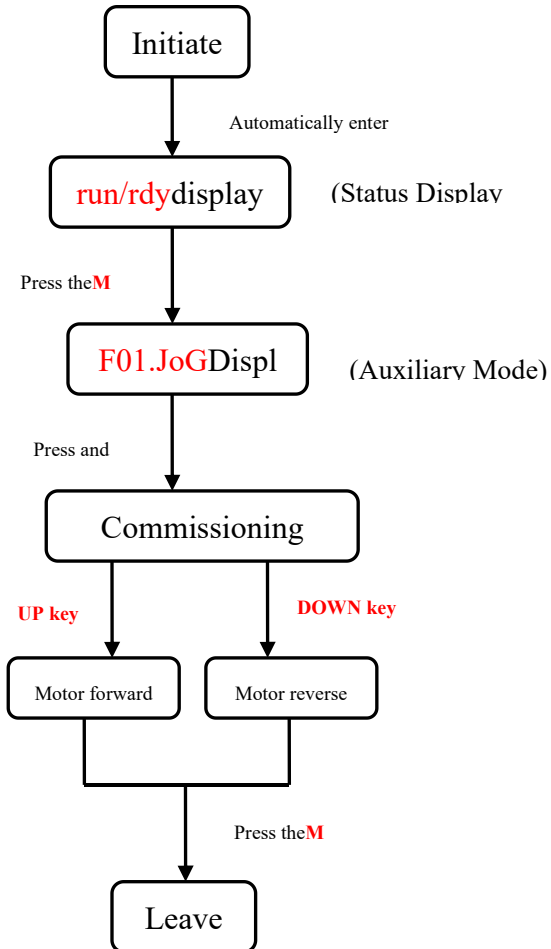 Initiate
Automatically enter
run/rdydisplay
(Status Display
Press theM
F01.JoGDispl
(Auxiliary Mode)
Press and
Commissioning
UP key
DOWN key
Motor forward
Motor reverse
Press theM
Leave